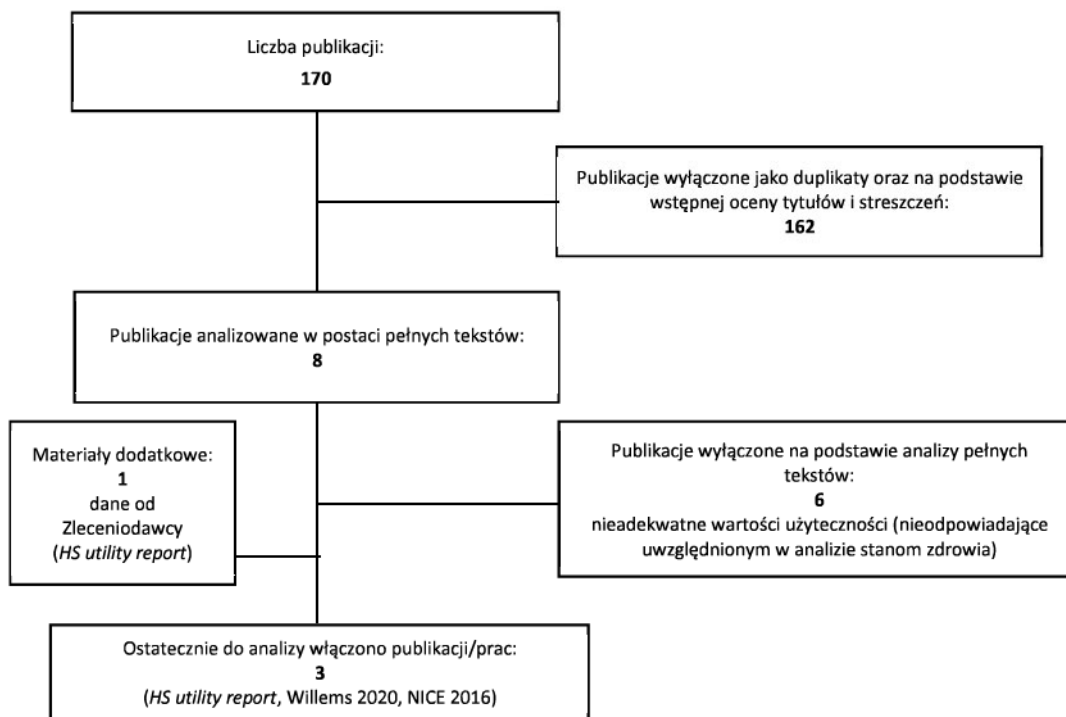 Liczba publikacji:
170
Publikacje wyłączone jako duplikaty oraz na podstawie
wstępnej oceny tytułów i streszczeń:
162
Publikacje analizowane w postaci pełnych tekstów:
8
Materiały dodatkowe:
1
dane od
Zleceniodawcy
(HS utility report)
Publikacje wyłączone na podstawie analizy pełnych
tekstów:
6
nieadekwatne wartości użyteczności (nieodpowiadające
uwzględnionym w analizie stanom zdrowia)
Ostatecznie do analizy włączono publikacji/prac:
3
(HS utility report, Willems 2020, NICE 2016)